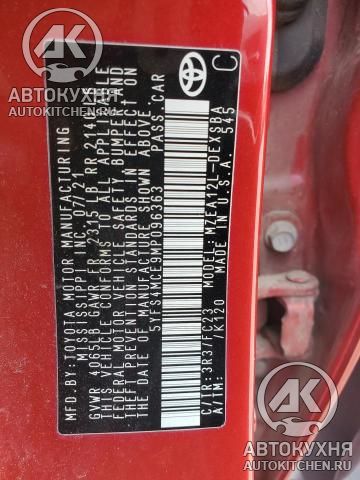 MFD. BY: TOYOTA MOTOR MANUFACTURING
MISSISSIPPI INC. 07/21
GVWR 4065LB GAWR FR 2315 LB RR 2140LB
THIS VEHICLE CONFORMS TO ALL APPLICABLE
FEDERAL MOTOR VEHICLE SAFETY, BUMPER, AND
THEFT PREVENTION STANDARDS IN EFFECT ON
THE DATE OF MANUFACTURE SHOWN ABOVE.
5YFS4MCE9MP096363 PASS.CAR
C/TR: 3R3/FC23 MODEL: MZEA12L-DEXSBA
A/TM: /K120 MADE IN U.S.A. 545
C
АВТОКУХНЯ
AUTOKITCHEN.RU
АВТОКУХНЯ
AUTOKITCHEN.RU